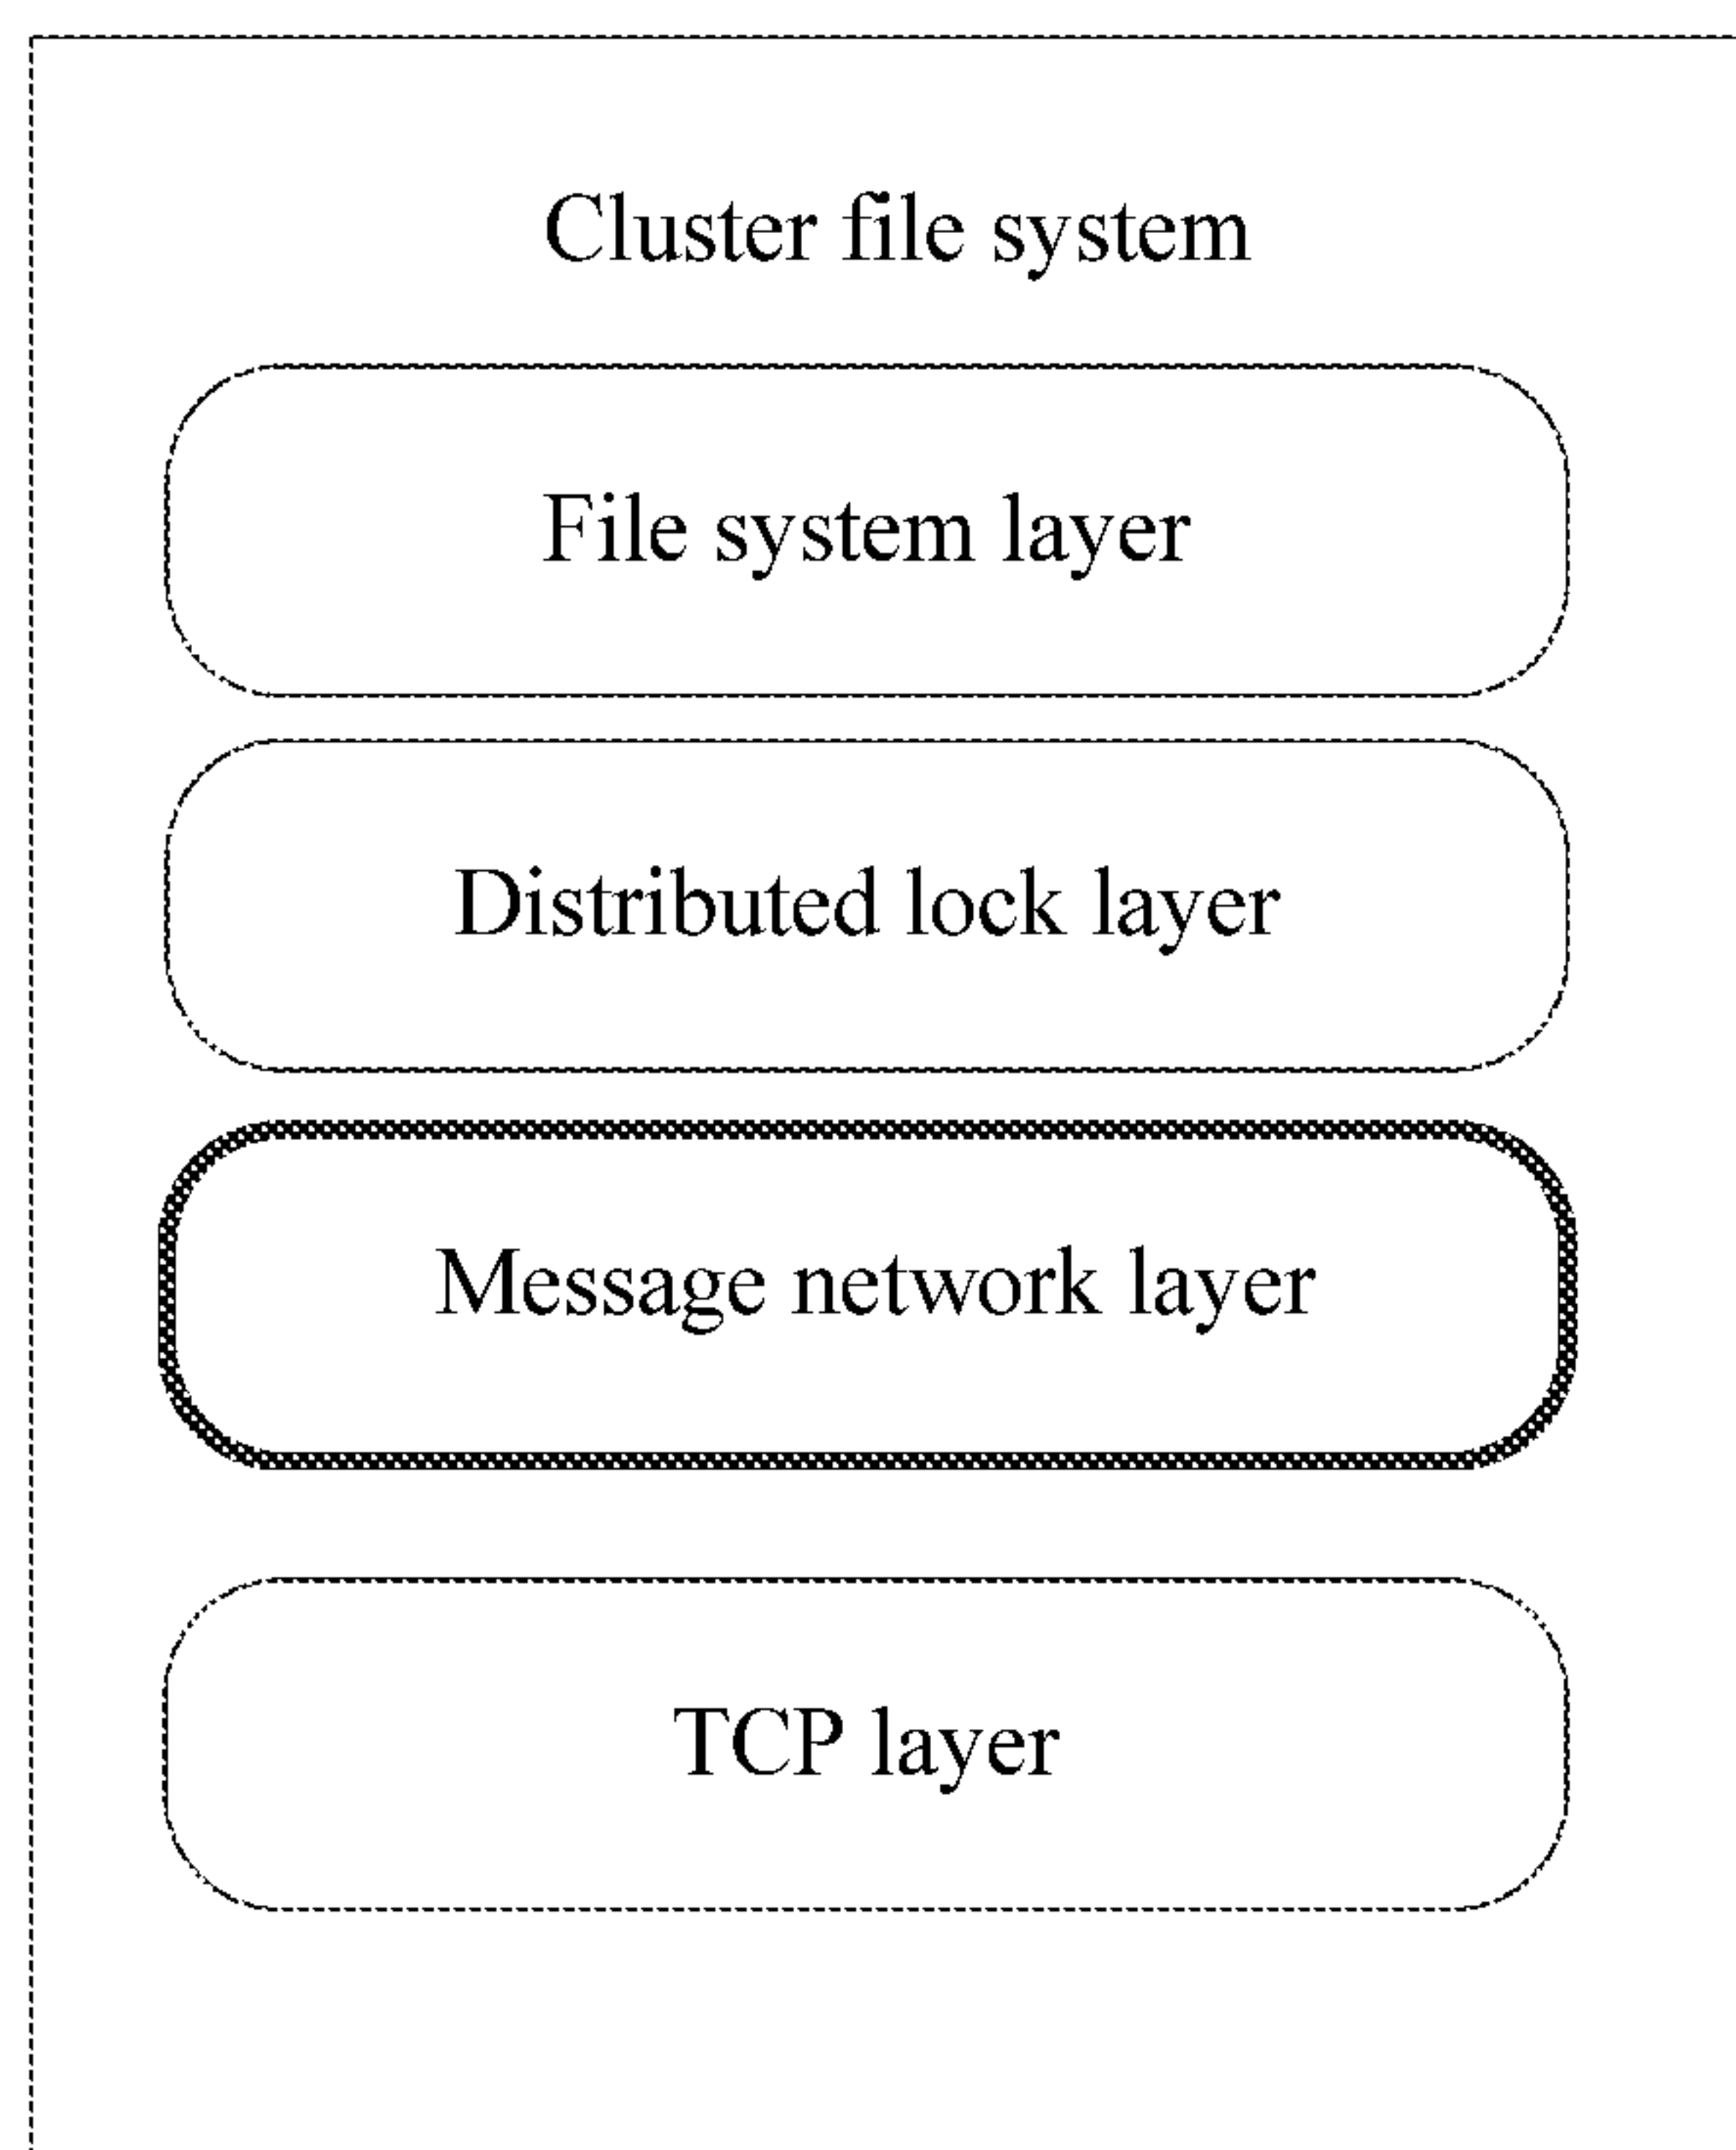 Cluster file system
File system layer
Distributed lock layer
Message network layer
TCP layer